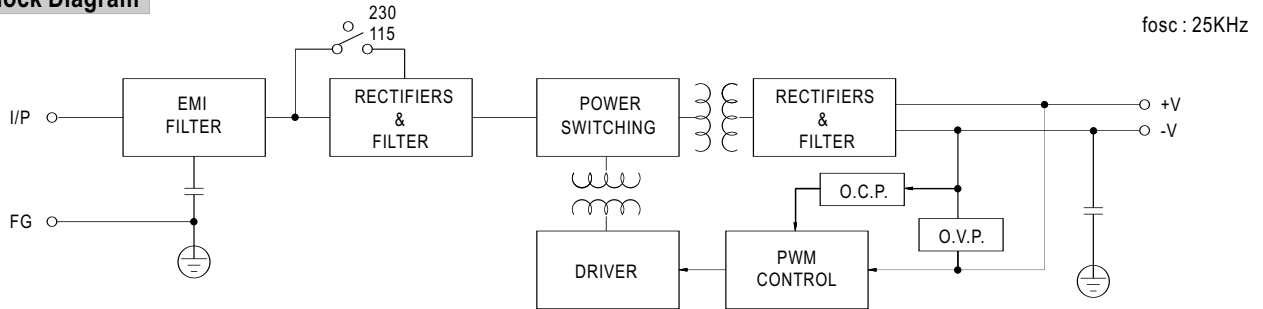 lock Diagram
230
115
fosc : 25KHz
I/P
EMI
FILTER
RECTIFIERS
&
FILTER
POWER
SWITCHING
RECTIFIERS
&
FILTER
+V
-V
O.C.P.
FG
O.V.P.
DRIVER
PWM
CONTROL